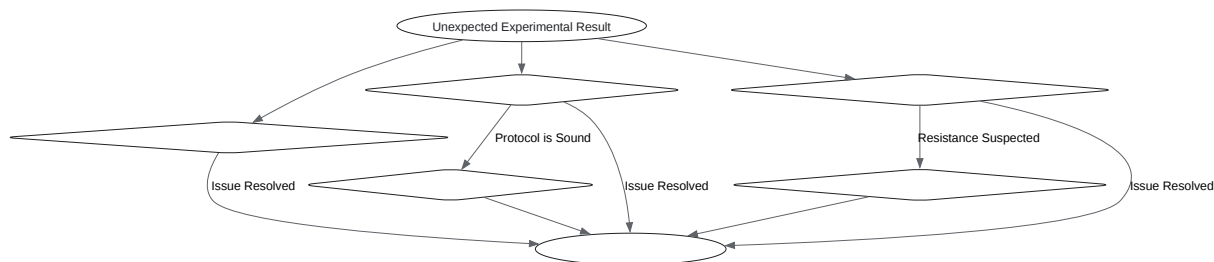 Unexpected Experimental Result
Protocol is Sound
Resistance Suspected
Issue Resolved
Issue Resolved
Issue Resolved